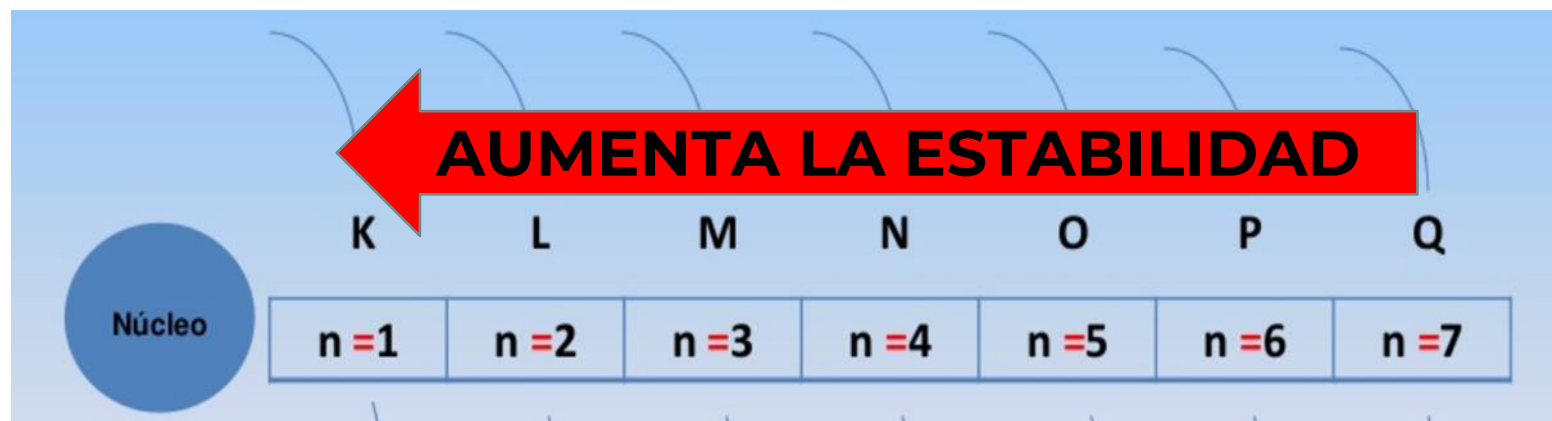 AUMENTA LA ESTABILIDAD
K L M N O P Q
Núcleo
n =1 n =2 n =3 n =4 n =5 n =6 n =7